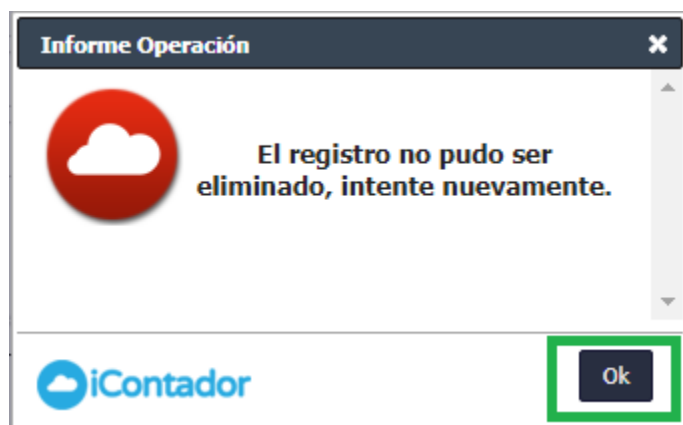 Informe Operación
El registro no pudo ser
eliminado, intente nuevamente.
iContador
Ok